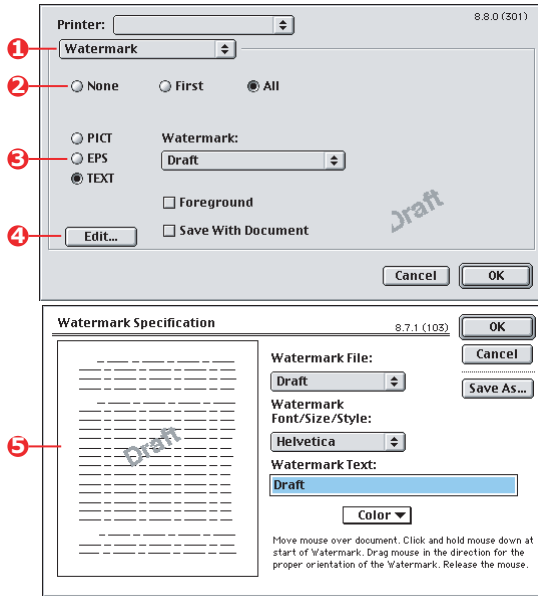 Printer:
8.8.0 (301)
1 Watermark
2 None First All
PICT
3 EPS
TEXT
Watermark:
Draft
Foreground
Save With Document
Draft
4 Edit...
Cancel OK
Watermark Specification
8.7.1 (103)
OK
Cancel
Save As...
5
Draft
Watermark File:
Draft
Watermark
Font/Size/Style:
Helvetica
Watermark Text:
Draft
Color
Move mouse over document. Click and hold mouse down at
start of Watermark. Drag mouse in the direction for the
proper orientation of the Watermark. Release the mouse.